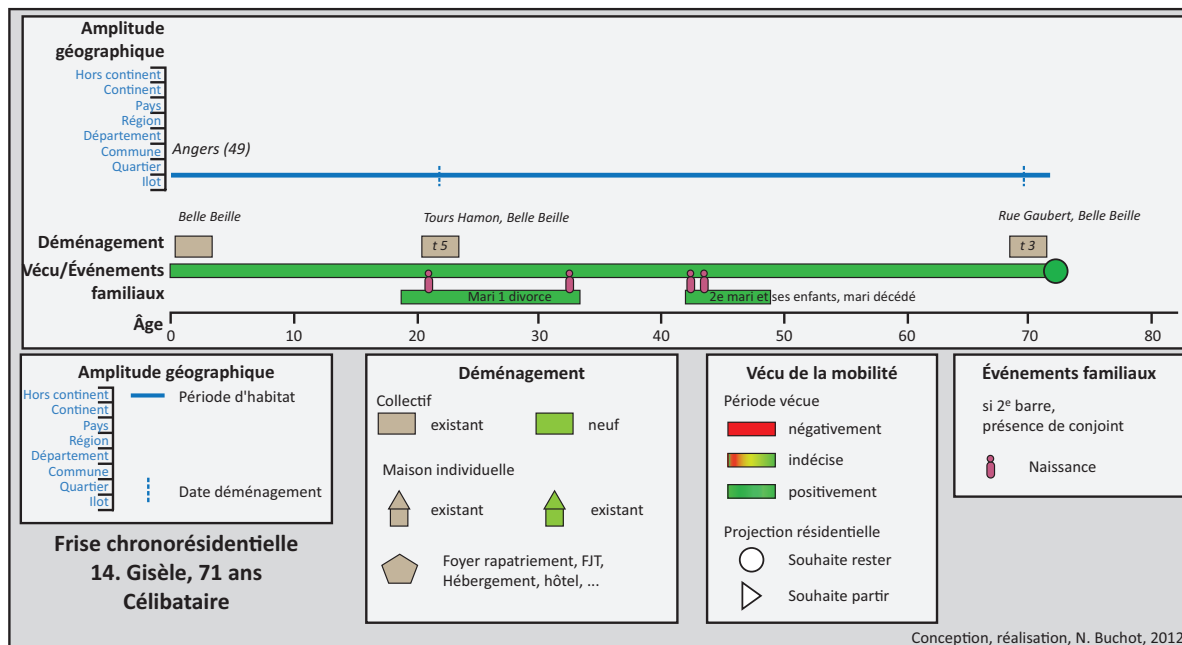 Amplitude
géographique
Hors continent
Continent
Pays
Région
Département
Commune
Quartier
Ilot
Angers (49)
Belle Beille
Tours Hamon, Belle Beille
Rue Gaubert, Belle Beille
Déménagement
t 5
t 3
Vécu/Événements
familiaux
Mari 1 divorce
2e mari et ses enfants, mari décédé
Âge
0 10 20 30 40 50 60 70 80
Amplitude géographique
Hors continent
Continent
Pays
Région
Département
Commune
Quartier
Ilot
Période d'habitat
Date déménagement
Frise chronorésidentielle
14. Gisèle, 71 ans
Célibataire
Déménagement
Collectif
existant
neuf
Maison individuelle
existant
existant
Foyer rapatriement, FJT,
Hébergement, hôtel, ...
Vécu de la mobilité
Période vécue
négativement
indécise
positivement
Projection résidentielle
Souhaite rester
Souhaite partir
Événements familiaux
si 2e barre,
présence de conjoint
Naissance
Conception, réalisation, N. Buchot, 2012